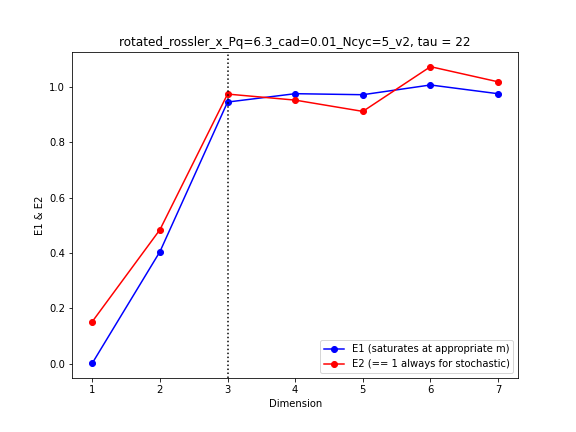 rotated_rossler_x_Pq=6.3_cad=0.01_Ncyc=5_v2, tau = 22
1.0
0.8
0.6
0.4
0.2
0.0
E1 & E2
E1 (saturates at appropriate m)
E2 (== 1 always for stochastic)
1 2 3 4 5 6 7
Dimension